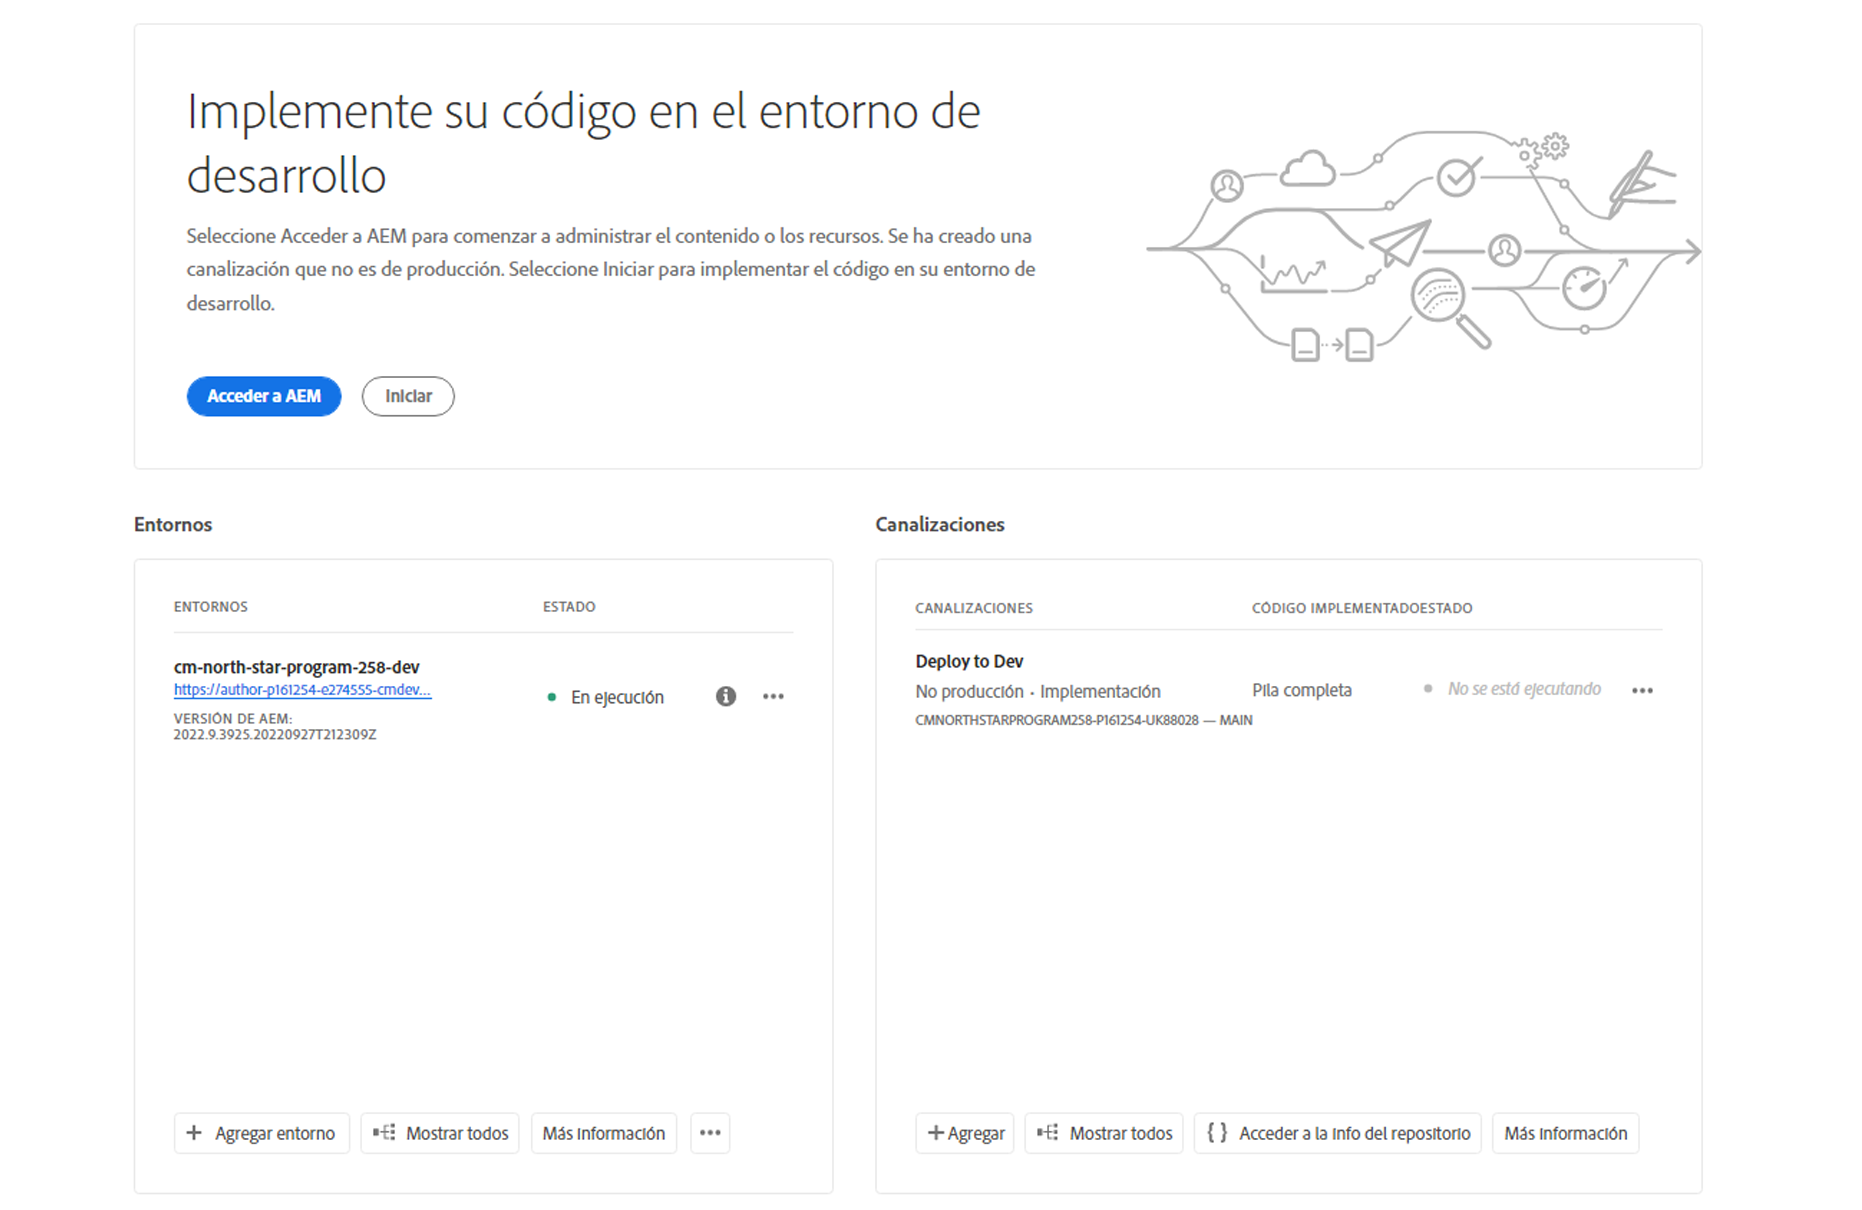 Implemente su código en el entorno de
desarrollo
Seleccione Acceder a AEM para comenzar a administrar el contenido o los recursos. Se ha creado una
canalización que no es de producción. Seleccione Iniciar para implementar el código en su entorno de
desarrollo.
Acceder a AEM
Iniciar
Entornos
ENTORNOS
ESTADO
cm-north-star-program-258-dev
https://author-p161254-e274555-cmdev...
VERSIÓN DE AEM:
2022.9.3925.20220927T212309Z
En ejecución
+ Agregar entorno
Mostrar todos
Más información
Canalizaciones
CANALIZACIONES
CÓDIGO IMPLEMENTADOESTADO
Deploy to Dev
No producción · Implementación
CMNORTHSTARPROGRAM258-P161254-UK88028 — MAIN
Pila completa
No se está ejecutando
+ Agregar
Mostrar todos
{ } Acceder a la info del repositorio
Más información